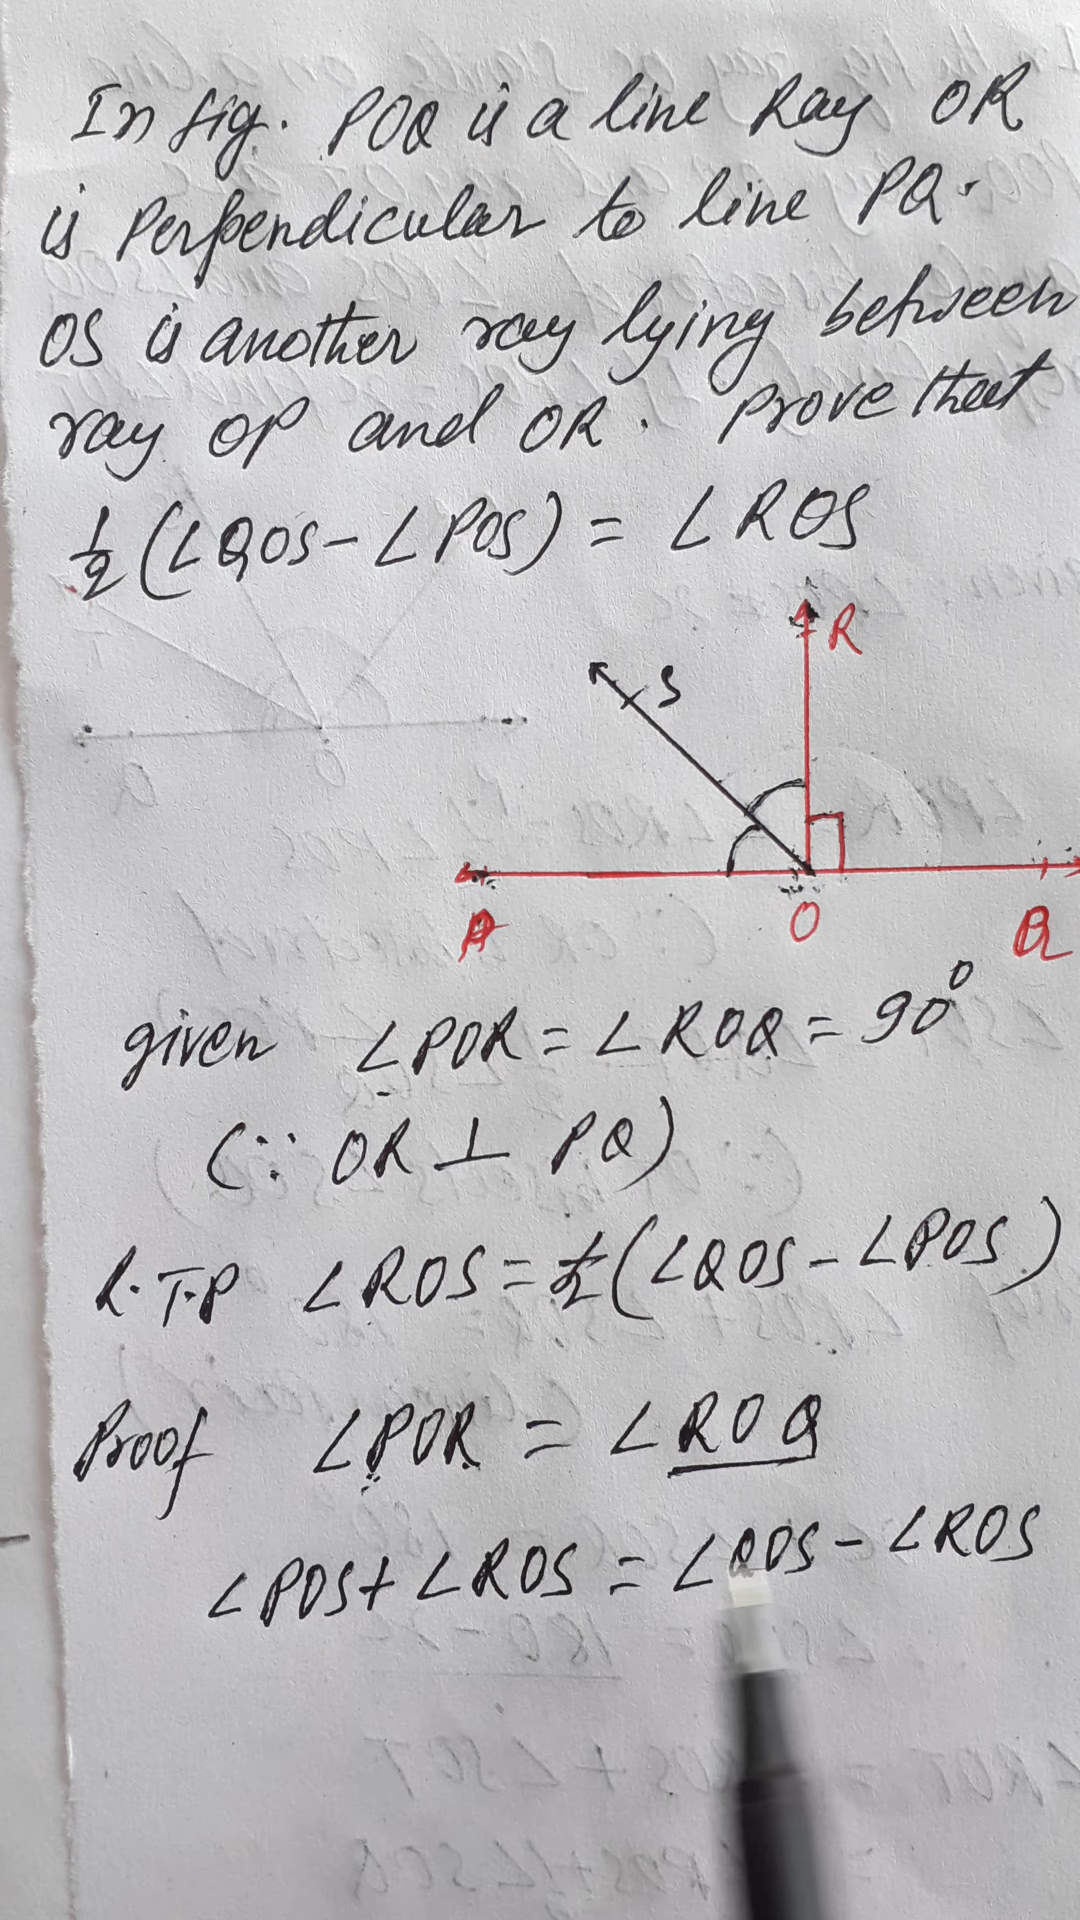 In fig. POQ is a line Ray OR
is Perpendicular to line PQ.
OS is another ray lying between
ray OP and OR. Prove that
1/2 (∠QOS - ∠POS) = ∠ROS
R
S
P
O
Q
given ∠POR = ∠ROQ = 90°
(∵ OR ⊥ PQ)
R.T.P ∠ROS = 1/2 (∠QOS - ∠POS)
Proof ∠POR = ∠ROQ
∠POS + ∠ROS = ∠QOS - ∠ROS